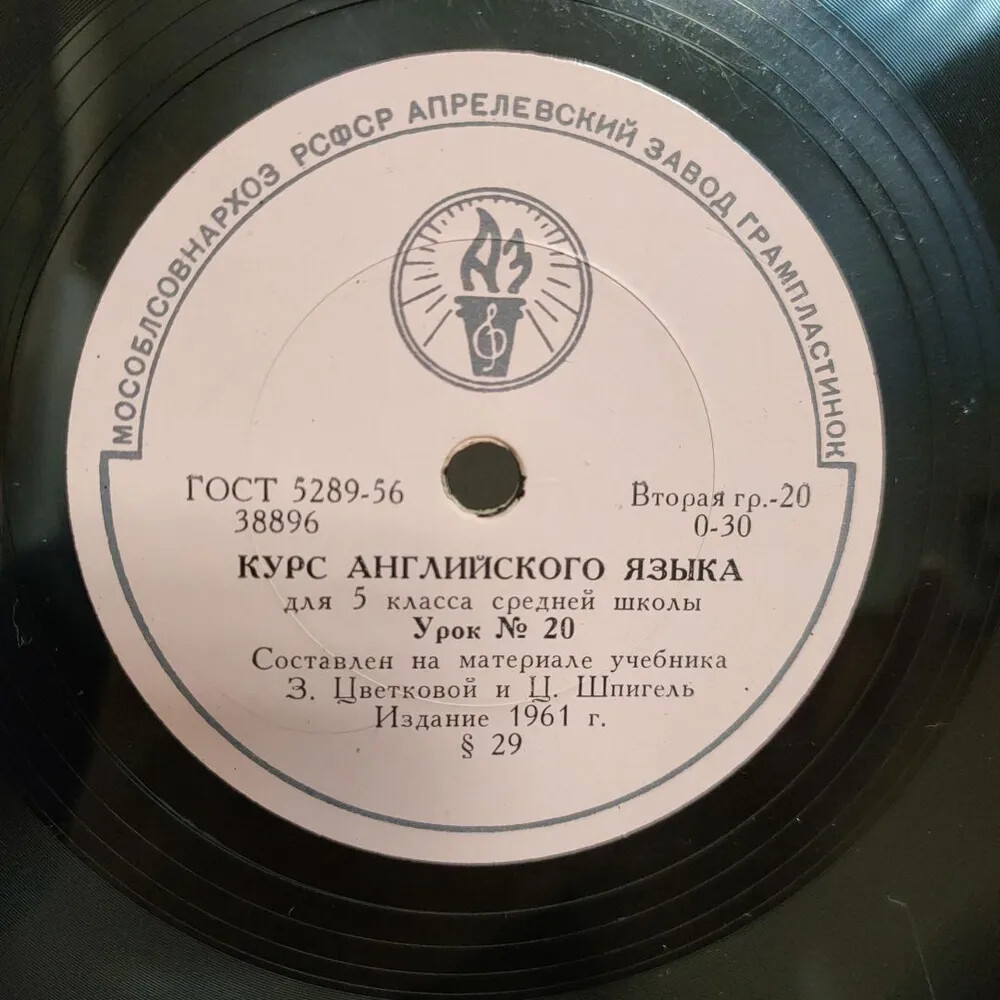 МОСОБЛСОВНАРХОЗ РСФСР АПРЕЛЕВСКИЙ ЗАВОД ГРАМПЛАСТИНОК
АЗ
ГОСТ 5289-56
38896
Вторая гр.-20
0-30
КУРС АНГЛИЙСКОГО ЯЗЫКА
для 5 класса средней школы
Урок № 20
Составлен на материале учебника
З. Цветковой и Ц. Шпигель
Издание 1961 г.
§ 29